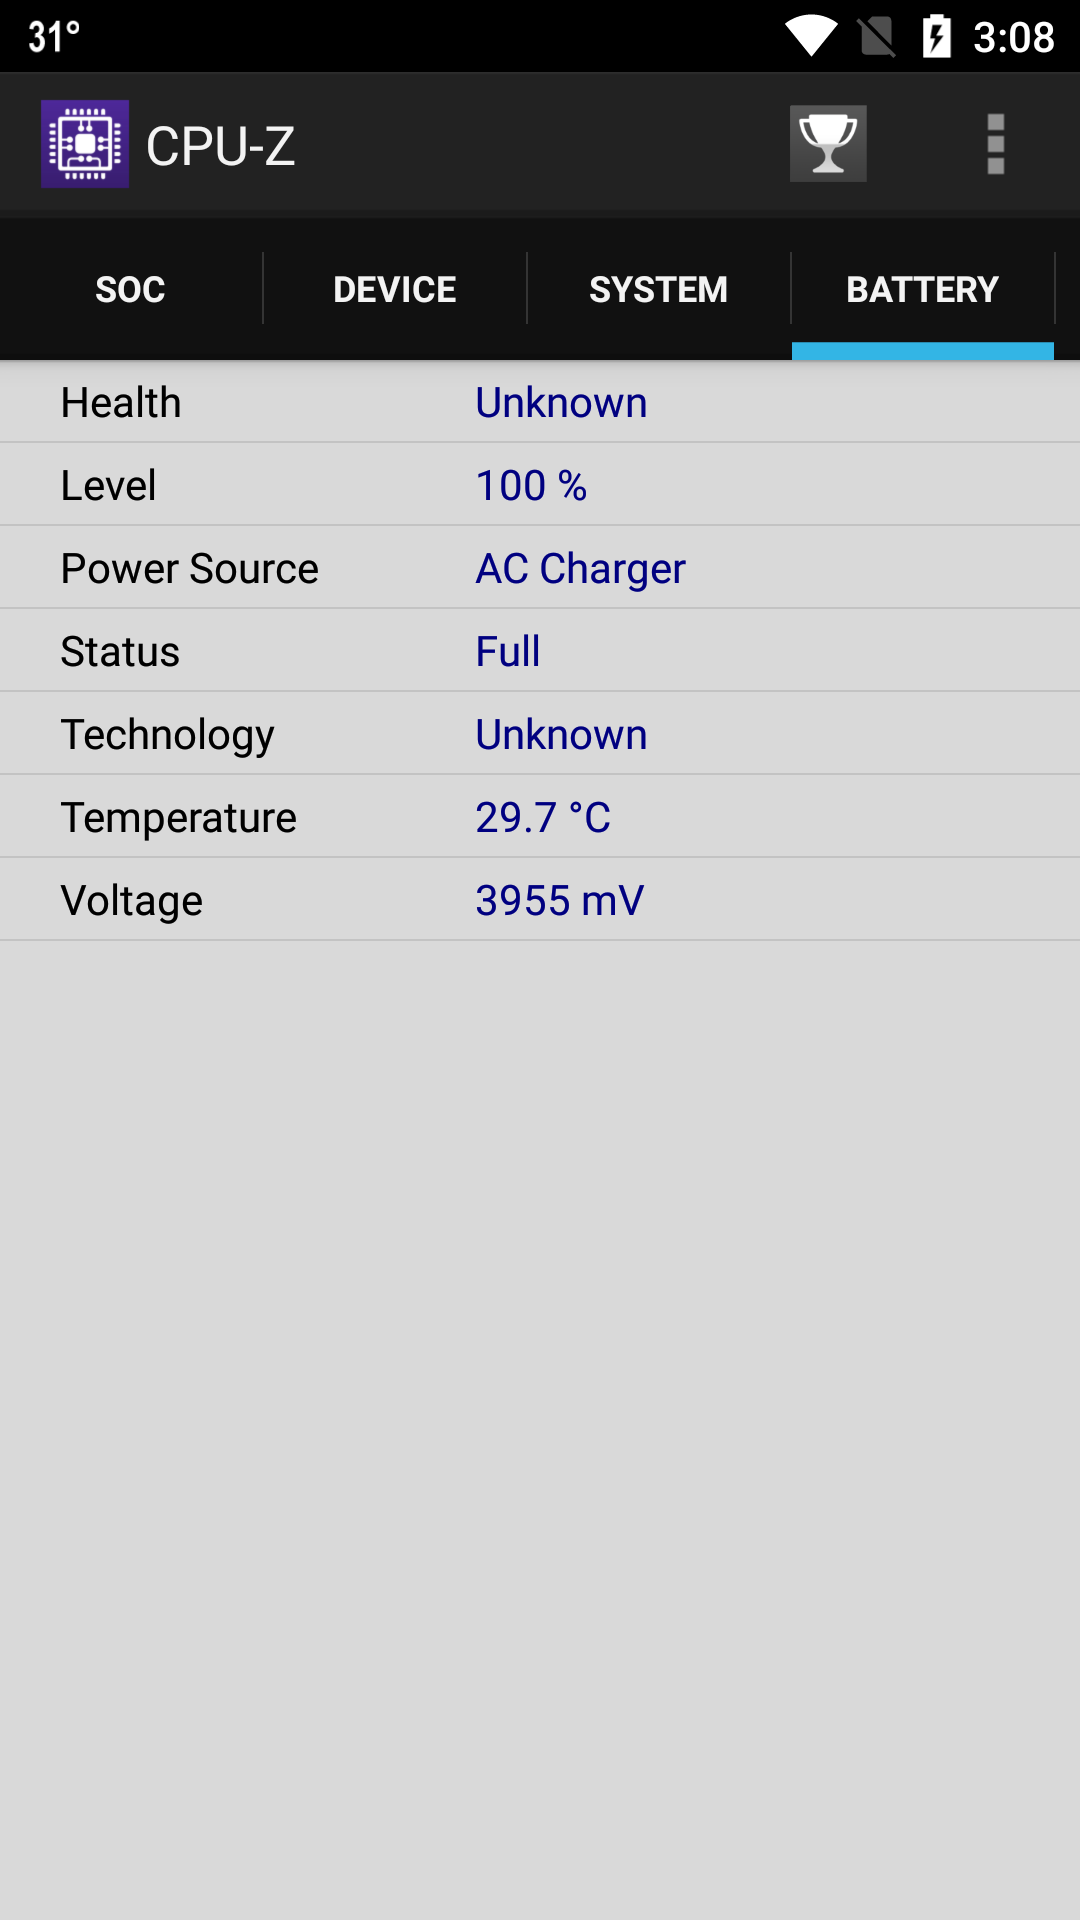 31° 3:08
CPU-Z
SOC DEVICE SYSTEM BATTERY
Health Unknown
Level 100 %
Power Source AC Charger
Status Full
Technology Unknown
Temperature 29.7 °C
Voltage 3955 mV